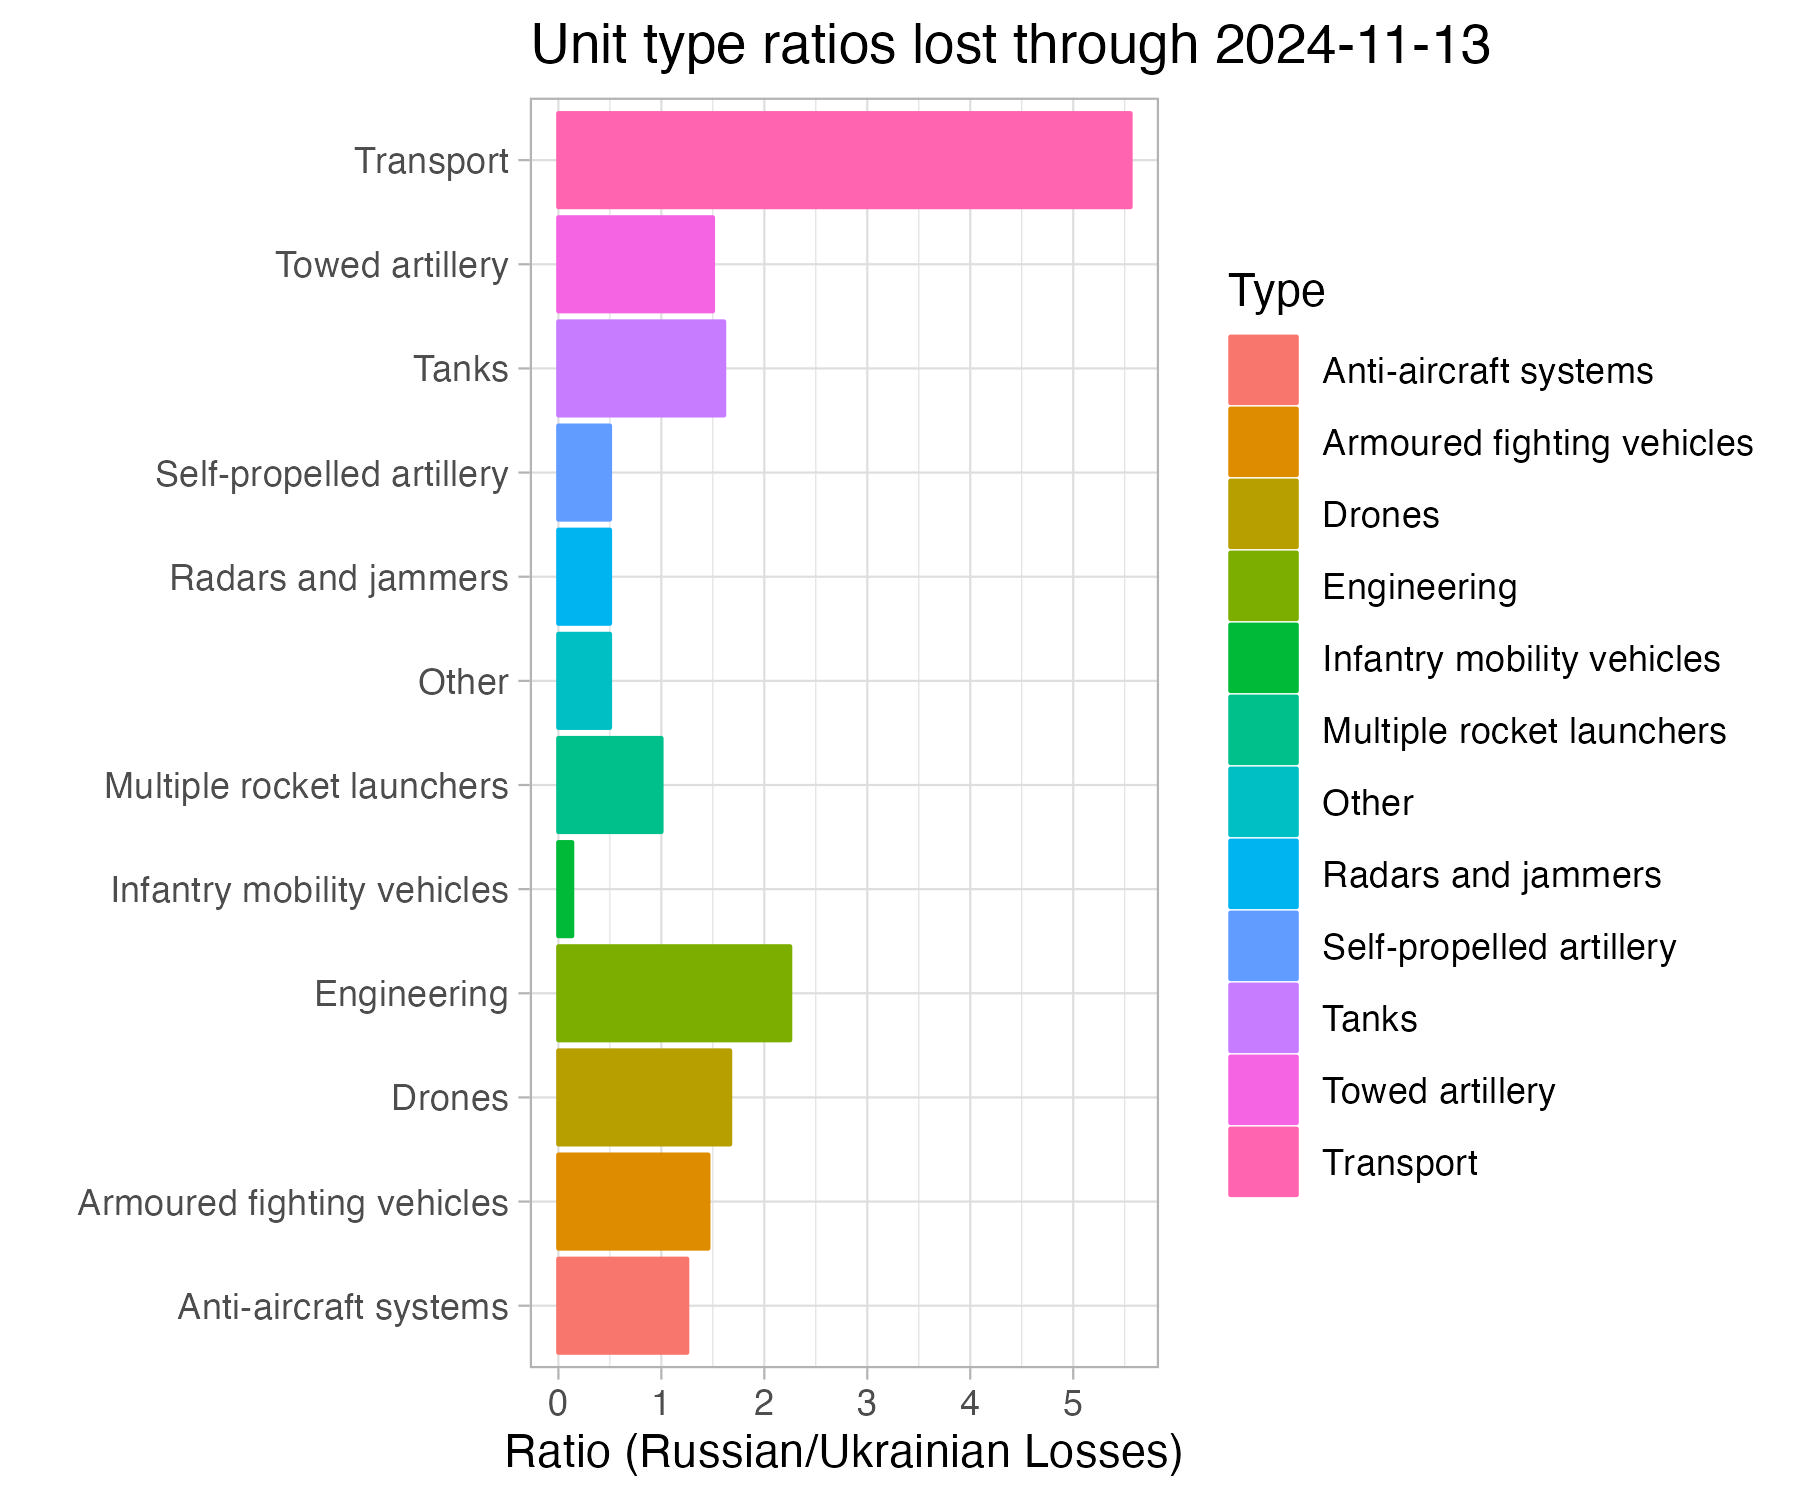 Unit type ratios lost through 2024-11-13
Transport
Towed artillery
Tanks
Self-propelled artillery
Radars and jammers
Other
Multiple rocket launchers
Infantry mobility vehicles
Engineering
Drones
Armoured fighting vehicles
Anti-aircraft systems
0 1 2 3 4 5
Ratio (Russian/Ukrainian Losses)
Type
Anti-aircraft systems
Armoured fighting vehicles
Drones
Engineering
Infantry mobility vehicles
Multiple rocket launchers
Other
Radars and jammers
Self-propelled artillery
Tanks
Towed artillery
Transport